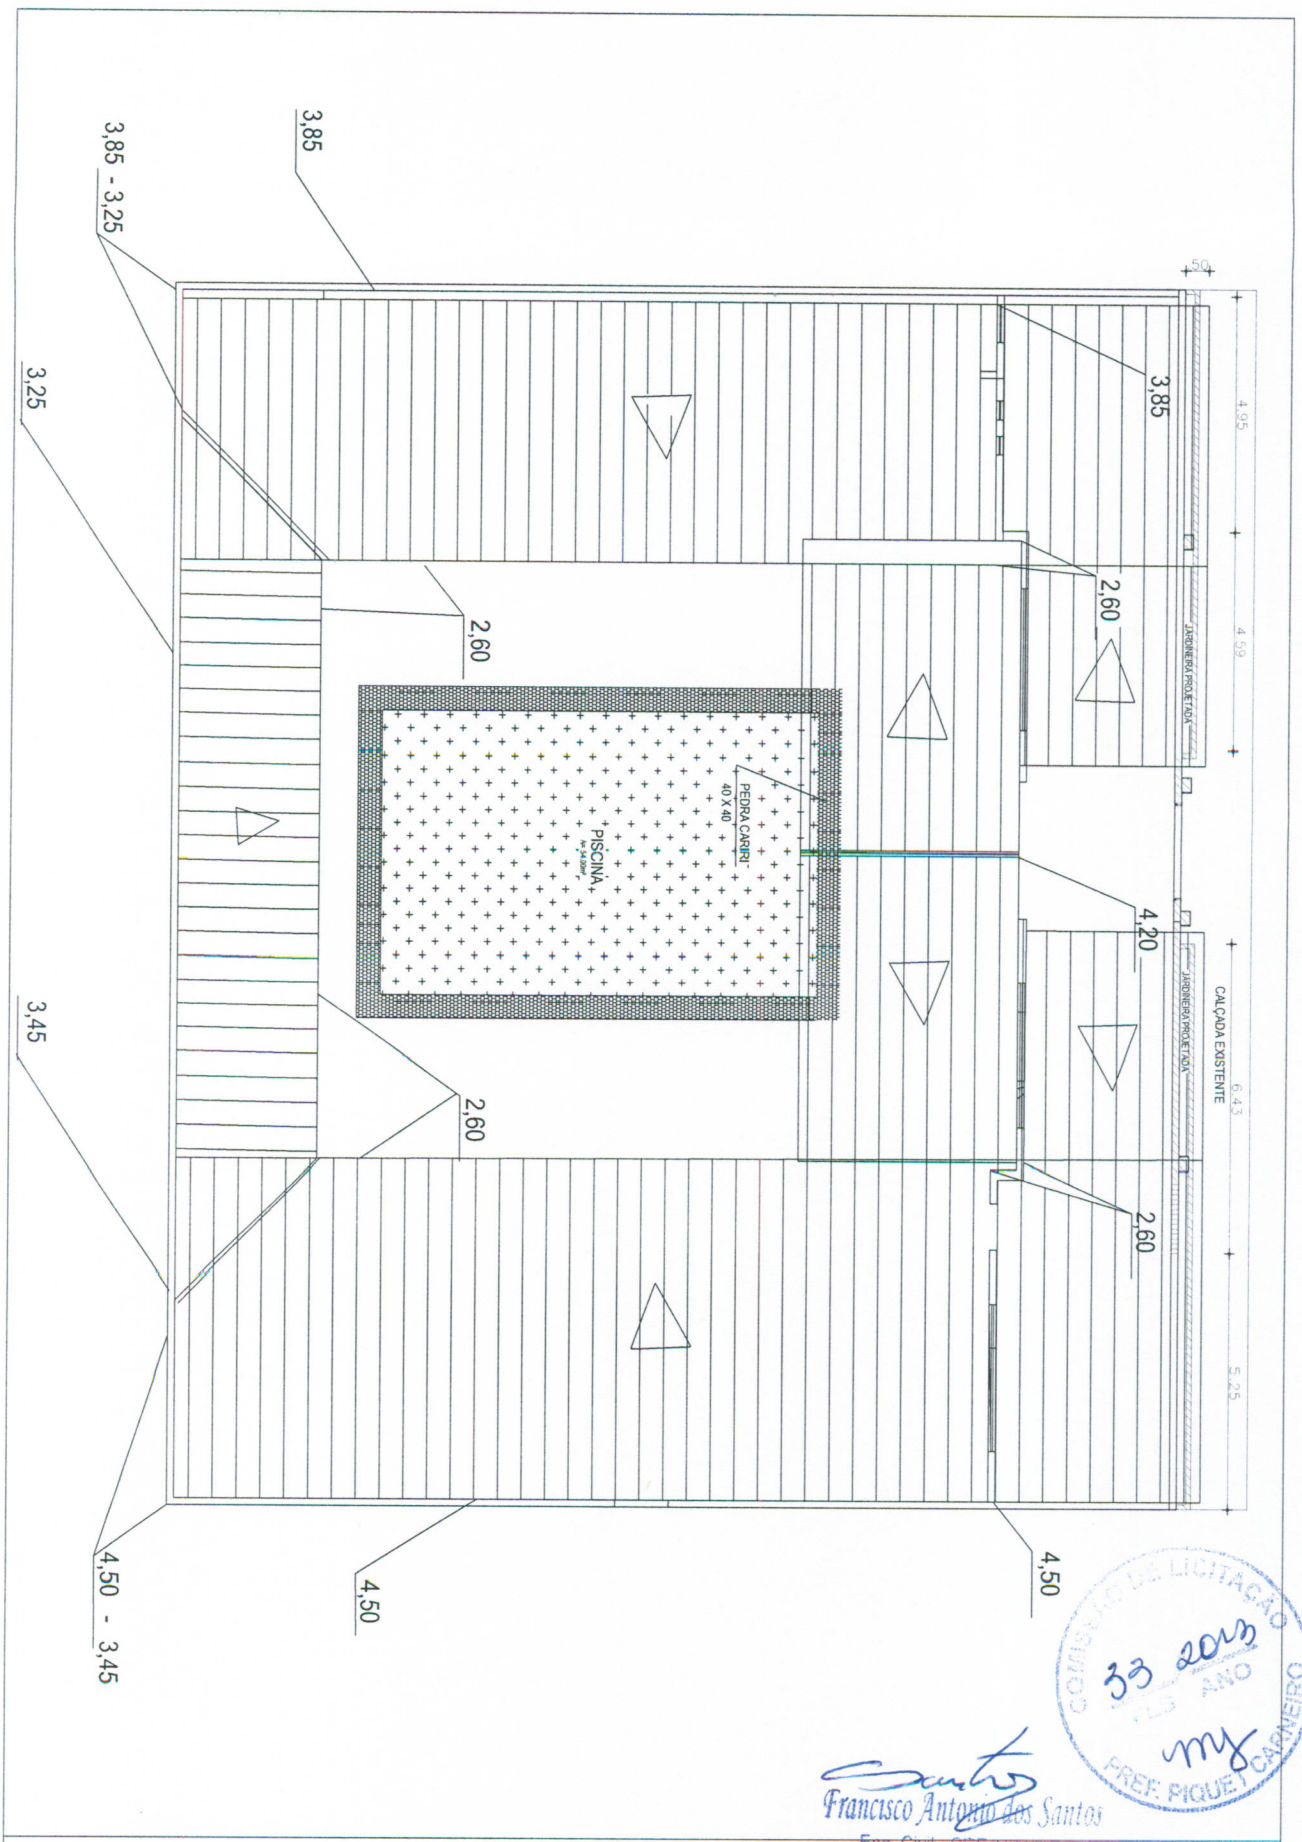 50
4.95
4.59
6.43
5.25
CALÇADA EXISTENTE
JARDINEIRA PROJETADA
JARDINEIRA PROJETADA
3,85
2,60
4,20
2,60
4,50
PEDRA CARIRI
40 X 40
PISCINA
3,85
2,60
2,60
4,50
3,85 - 3,25
4,50 - 3,45
3,25
3,45
COMISSÃO DE LICITAÇÃO
33 2013
ANO
PREF. PIQUET CARNEIRO
Santos
Francisco Antonio dos Santos